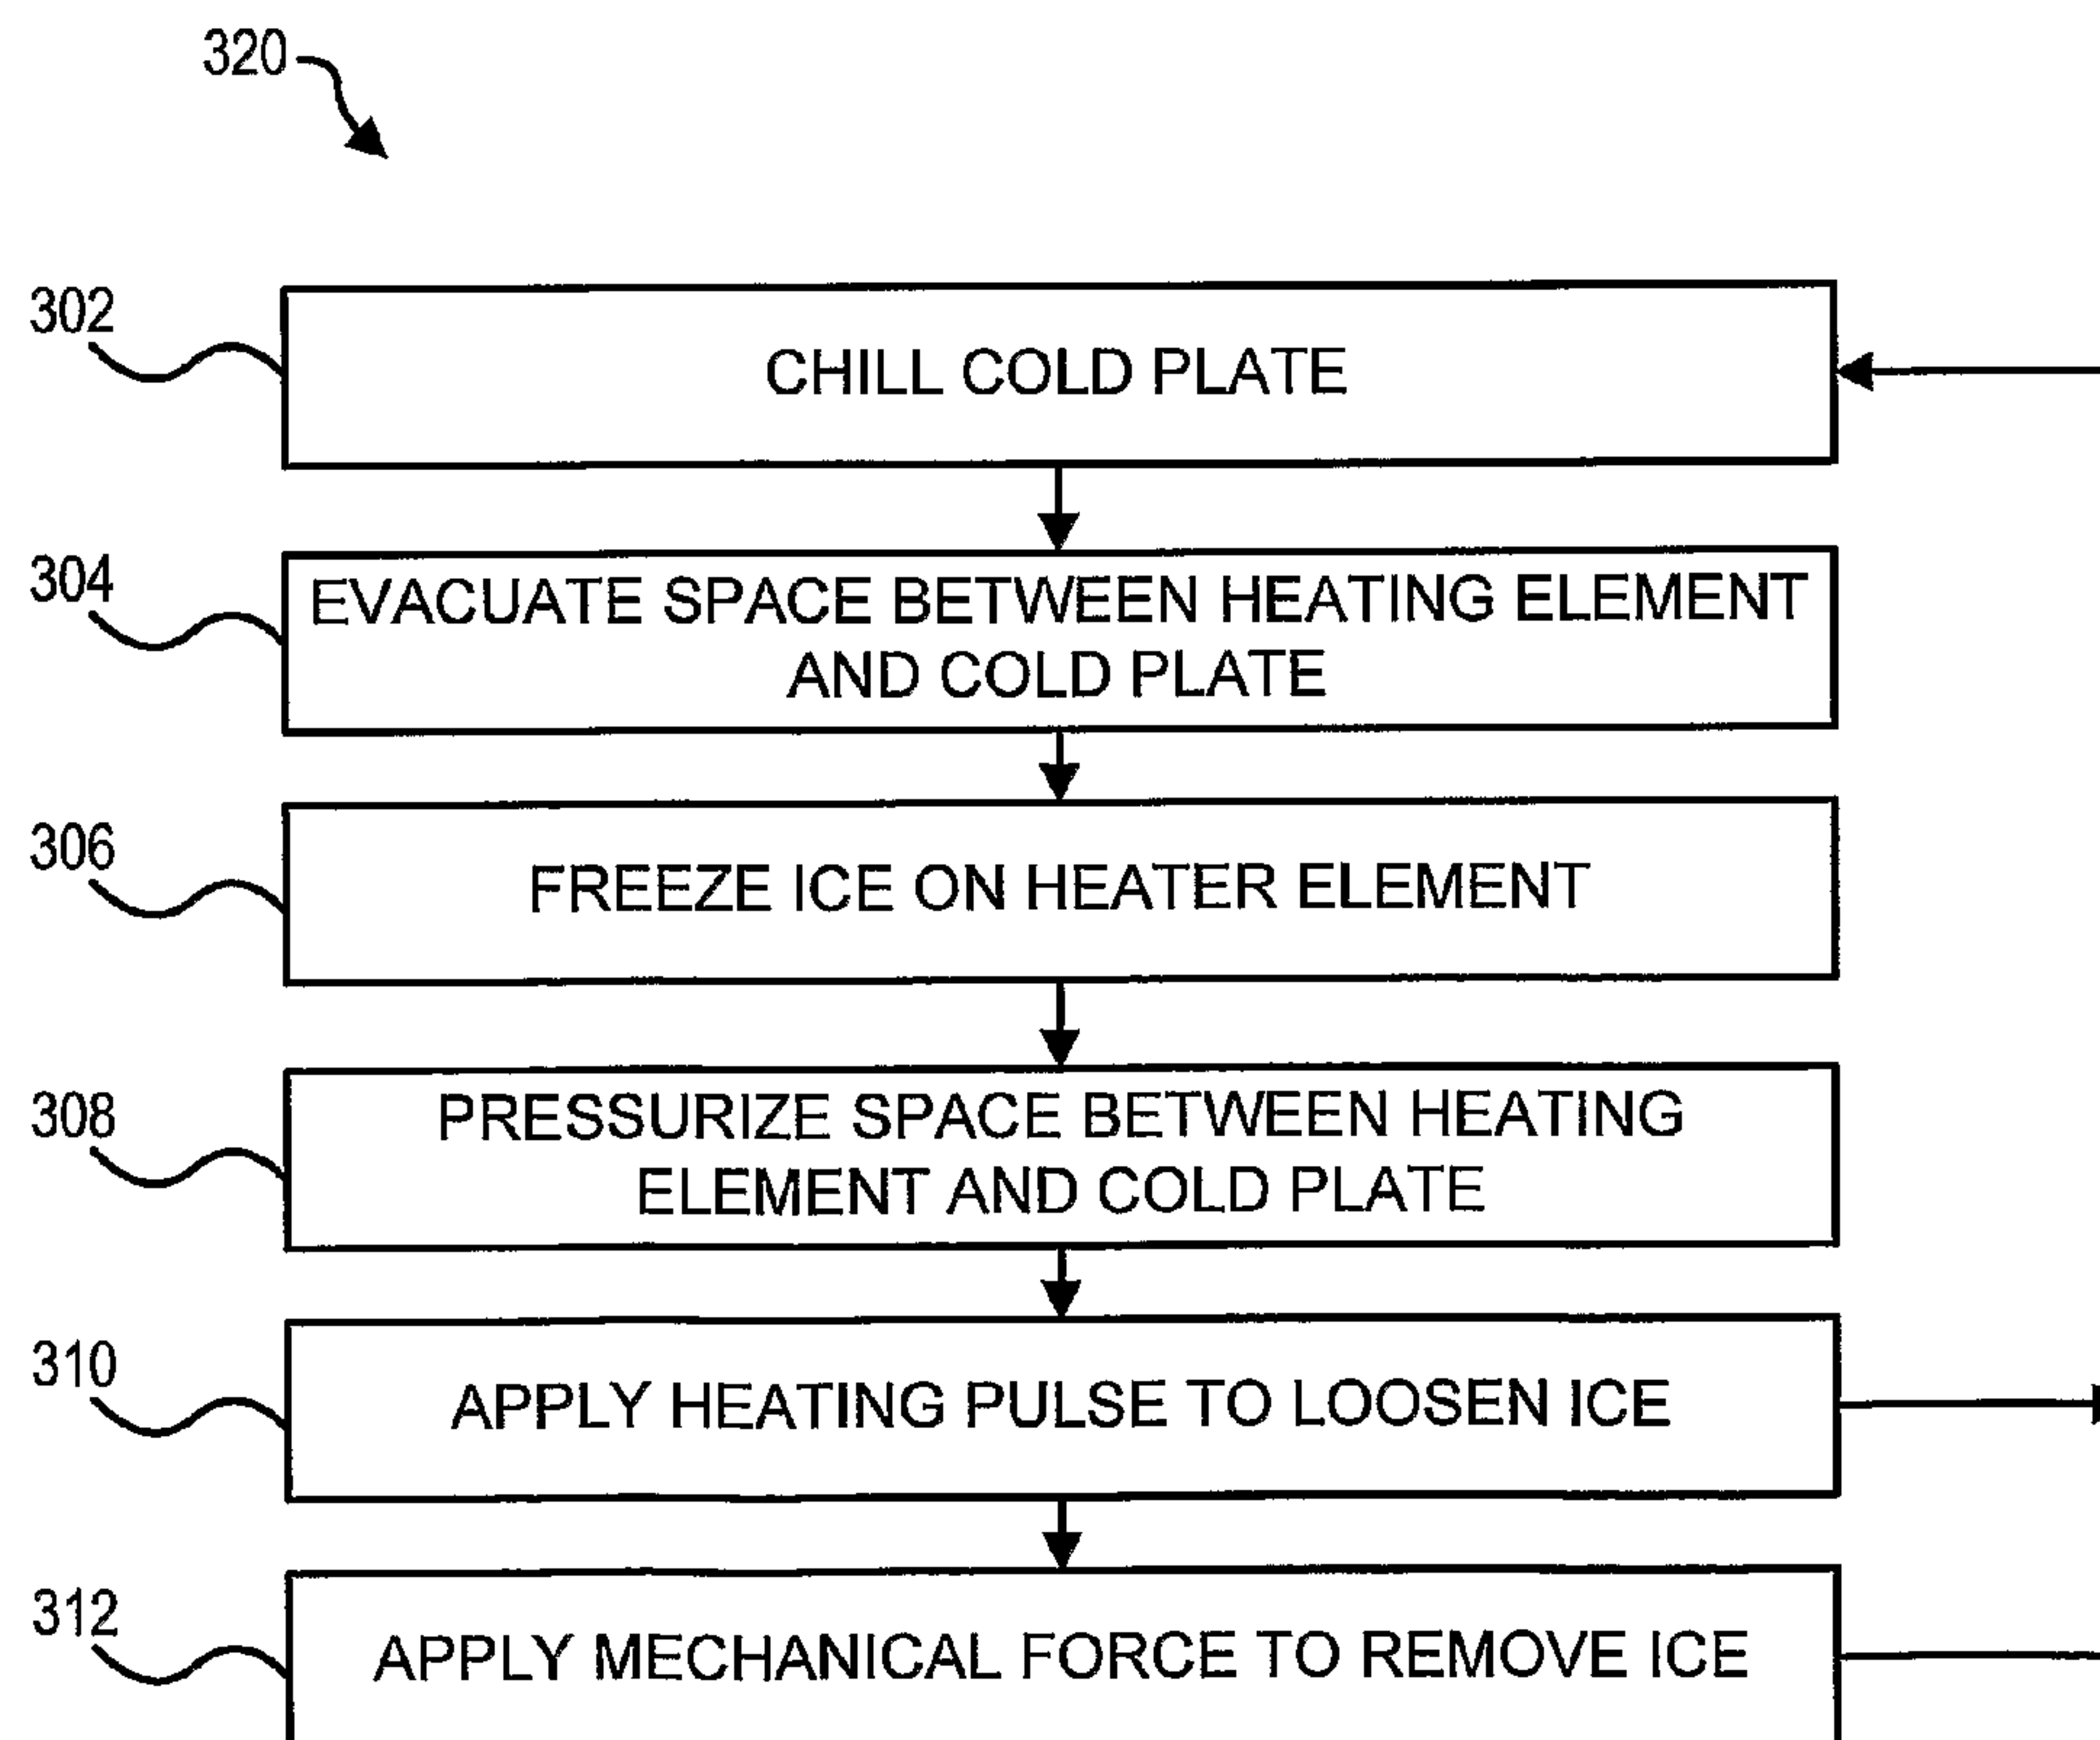 320
302
CHILL COLD PLATE
304
EVACUATE SPACE BETWEEN HEATING ELEMENT
AND COLD PLATE
306
FREEZE ICE ON HEATER ELEMENT
308
PRESSURIZE SPACE BETWEEN HEATING
ELEMENT AND COLD PLATE
310
APPLY HEATING PULSE TO LOOSEN ICE
312
APPLY MECHANICAL FORCE TO REMOVE ICE